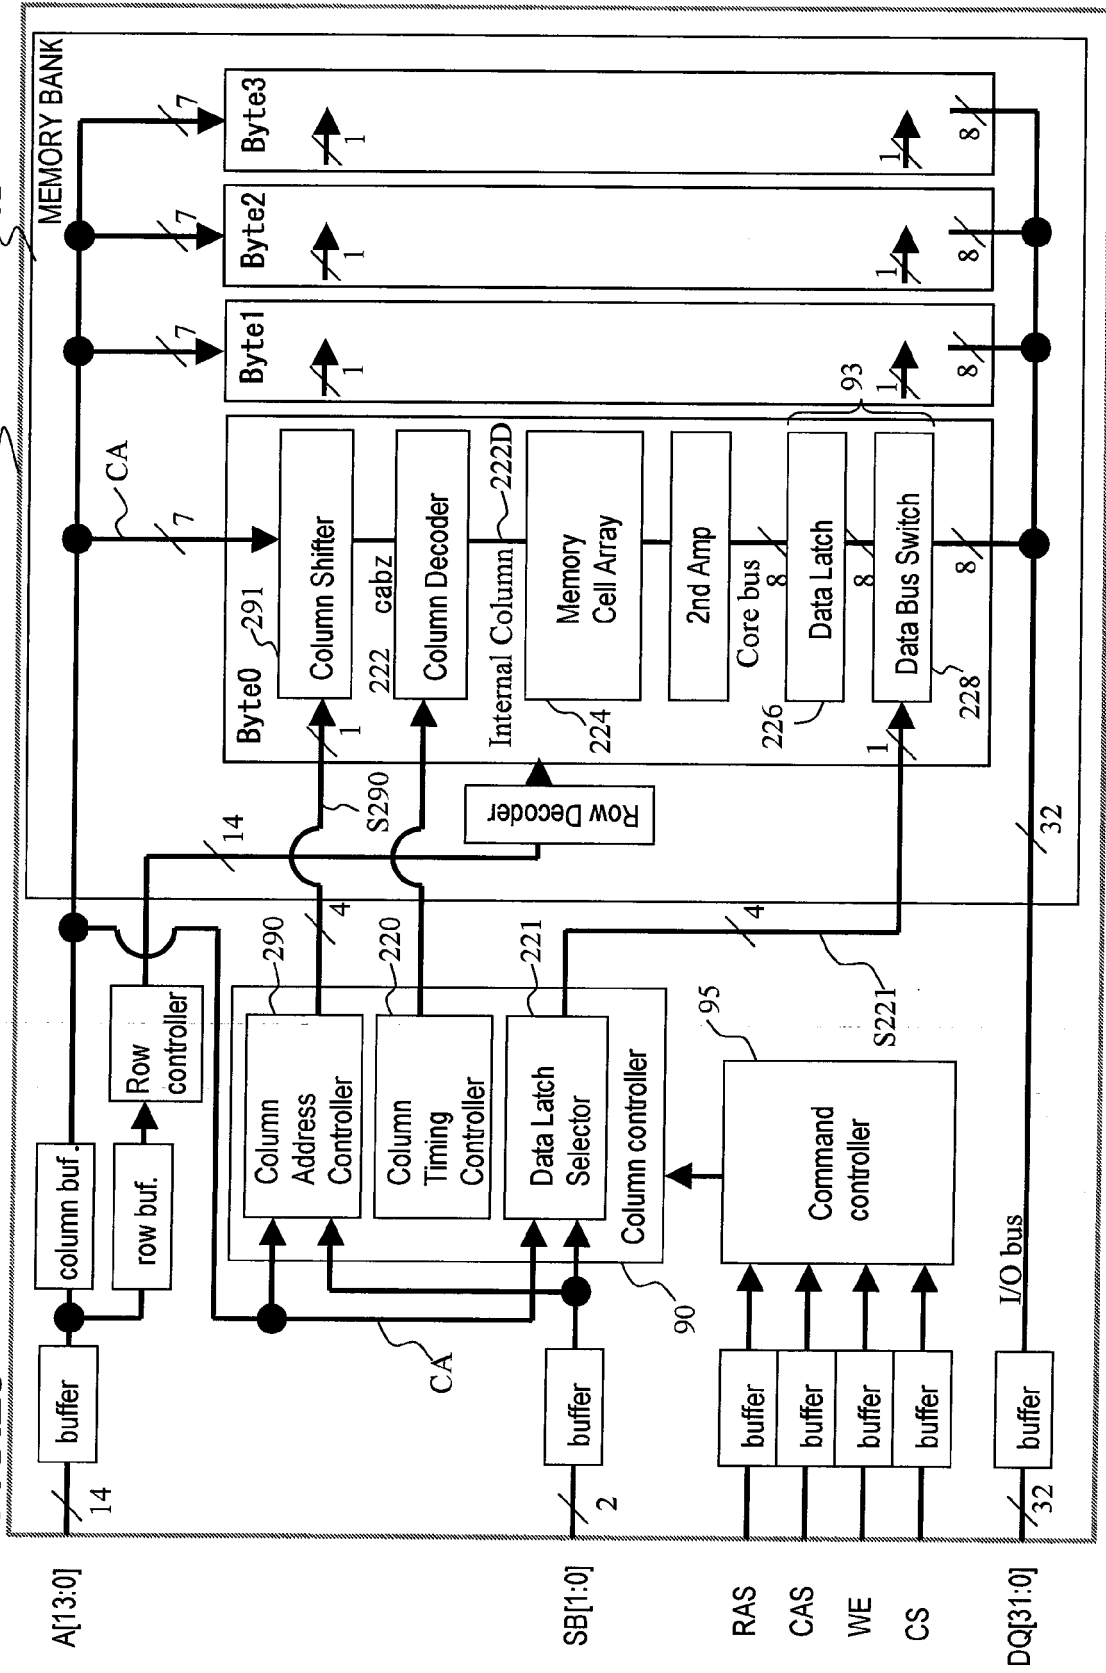 MEMORY BANK
A[13:0]
14
buffer
column buf.
row buf.
Row
controller
14
CA
7
7
7
7
Byte0
291
Column Shifter
222
cabz
Column Decoder
Internal Column
222D
Memory
Cell Array
224
2nd Amp
Core bus
8
Data Latch
226
8
Data Bus Switch
228
93
8
Byte1
1
1
8
Byte2
1
1
8
Byte3
1
1
8
Row Decoder
S290
1
4
290
Column
Address
Controller
220
Column
Timing
Controller
221
Data Latch
Selector
Column controller
90
CA
4
S221
1
SB[1:0]
2
buffer
95
Command
controller
RAS
buffer
CAS
buffer
WE
buffer
CS
buffer
DQ[31:0]
32
buffer
I/O bus
32